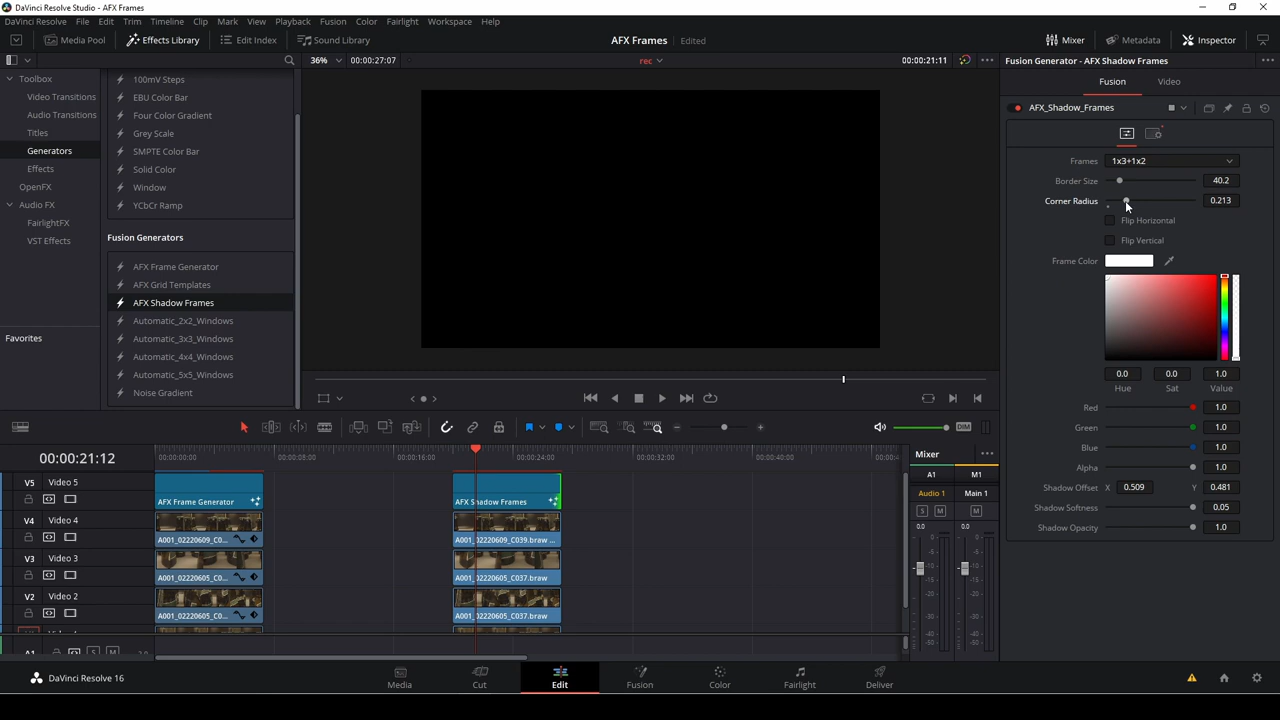 DaVinci Resolve Studio - AFX Frames
DaVinci Resolve File Edit Trim Timeline Clip Mark View Playback Fusion Color Fairlight Workspace Help
Media Pool Effects Library Edit Index Sound Library AFX Frames Edited Mixer Metadata Inspector
36% 00:00:27:07 rec 00:00:21:11 Fusion Generator - AFX Shadow Frames
Toolbox
Video Transitions
Audio Transitions
Titles
Generators
Effects
OpenFX
Audio FX
FairlightFX
VST Effects
Favorites
100mV Steps
EBU Color Bar
Four Color Gradient
Grey Scale
SMPTE Color Bar
Solid Color
Window
YCbCr Ramp
Fusion Generators
AFX Frame Generator
AFX Grid Templates
AFX Shadow Frames
Automatic_2x2_Windows
Automatic_3x3_Windows
Automatic_4x4_Windows
Automatic_5x5_Windows
Noise Gradient
Fusion Video
AFX_Shadow_Frames
Frames 1x3+1x2
Border Size 40.2
Corner Radius 0.213
Flip Horizontal
Flip Vertical
Frame Color
0.0 0.0 1.0
Hue Sat Value
Red 1.0
Green 1.0
Blue 1.0
Alpha 1.0
Shadow Offset X 0.509 Y 0.481
Shadow Softness 0.05
Shadow Opacity 1.0
DIM
00:00:21:12
00:00:00:00 00:00:08:00 00:00:16:00 00:00:24:00 00:00:32:00 00:00:40:00
V5 Video 5
AFX Frame Generator AFX Shadow Frames
V4 Video 4
A001_02220609_C0... A001_02220609_C039.braw ...
V3 Video 3
A001_02220605_C0... A001_02220605_C037.braw
V2 Video 2
A001_02220605_C0... A001_02220605_C037.braw
A1 S M
Mixer
A1 M1
Audio 1 Main 1
S M M
0.0 0.0
DaVinci Resolve 16
Media Cut Edit Fusion Color Fairlight Deliver